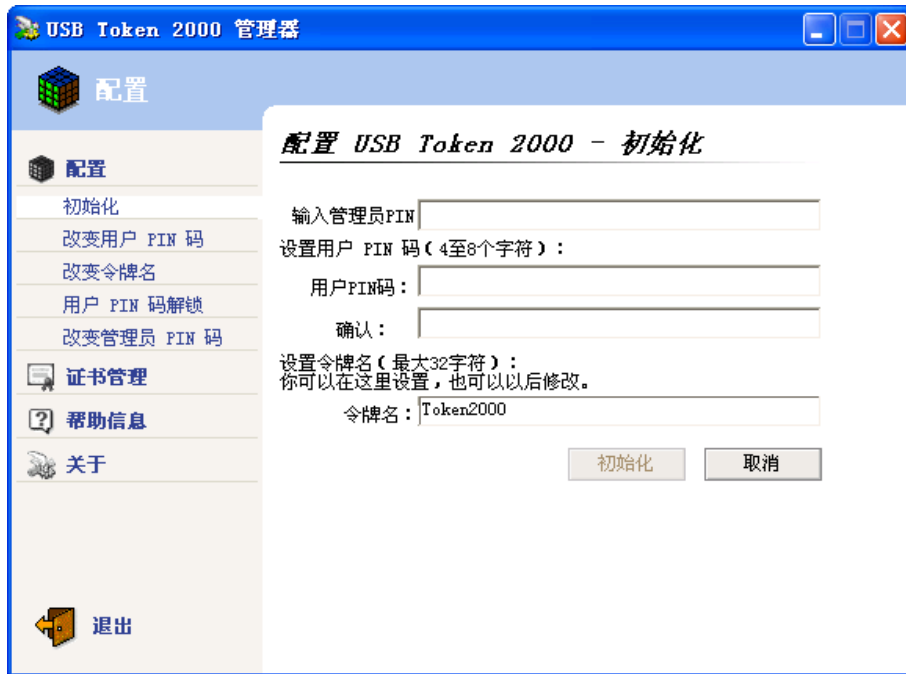 USB Token 2000 管理器
配置
配置 USB Token 2000 - 初始化
配置
初始化
改变用户 PIN 码
改变令牌名
用户 PIN 码解锁
改变管理员 PIN 码
证书管理
帮助信息
关于
退出
输入管理员PIN
设置用户 PIN 码(4至8个字符):
用户PIN码:
确认:
设置令牌名(最大32字符):
你可以在这里设置,也可以以后修改。
令牌名: Token2000
初始化 取消